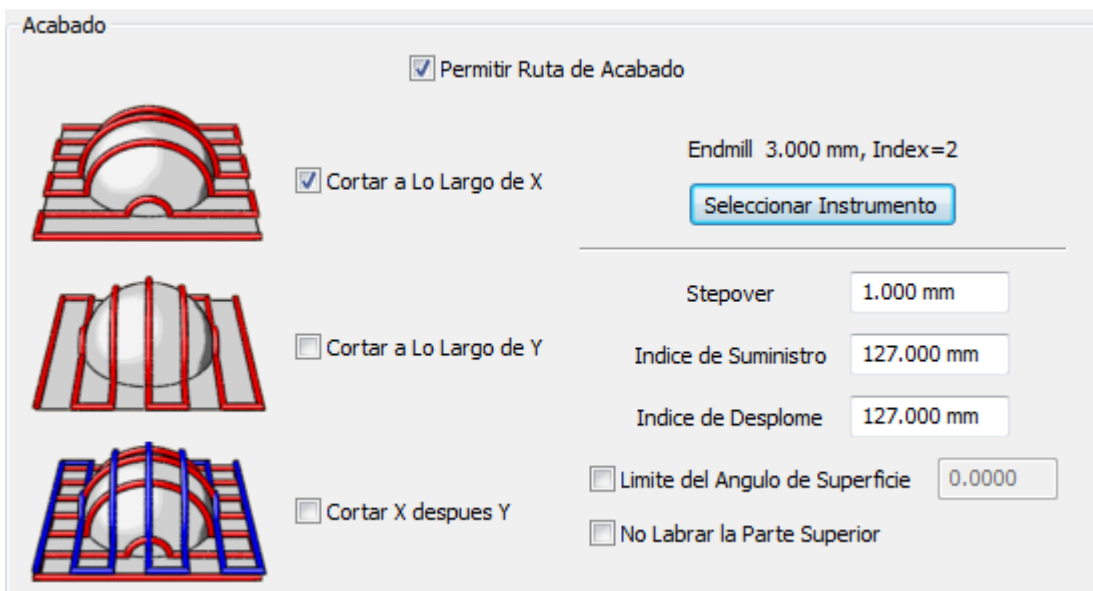 Acabado
Permitir Ruta de Acabado
Endmill 3.000 mm, Index=2
Cortar a Lo Largo de X
Seleccionar Instrumento
Stepover 1.000 mm
Cortar a Lo Largo de Y
Indice de Suministro 127.000 mm
Indice de Desplome 127.000 mm
Limite del Angulo de Superficie 0.0000
Cortar X despues Y
No Labrar la Parte Superior